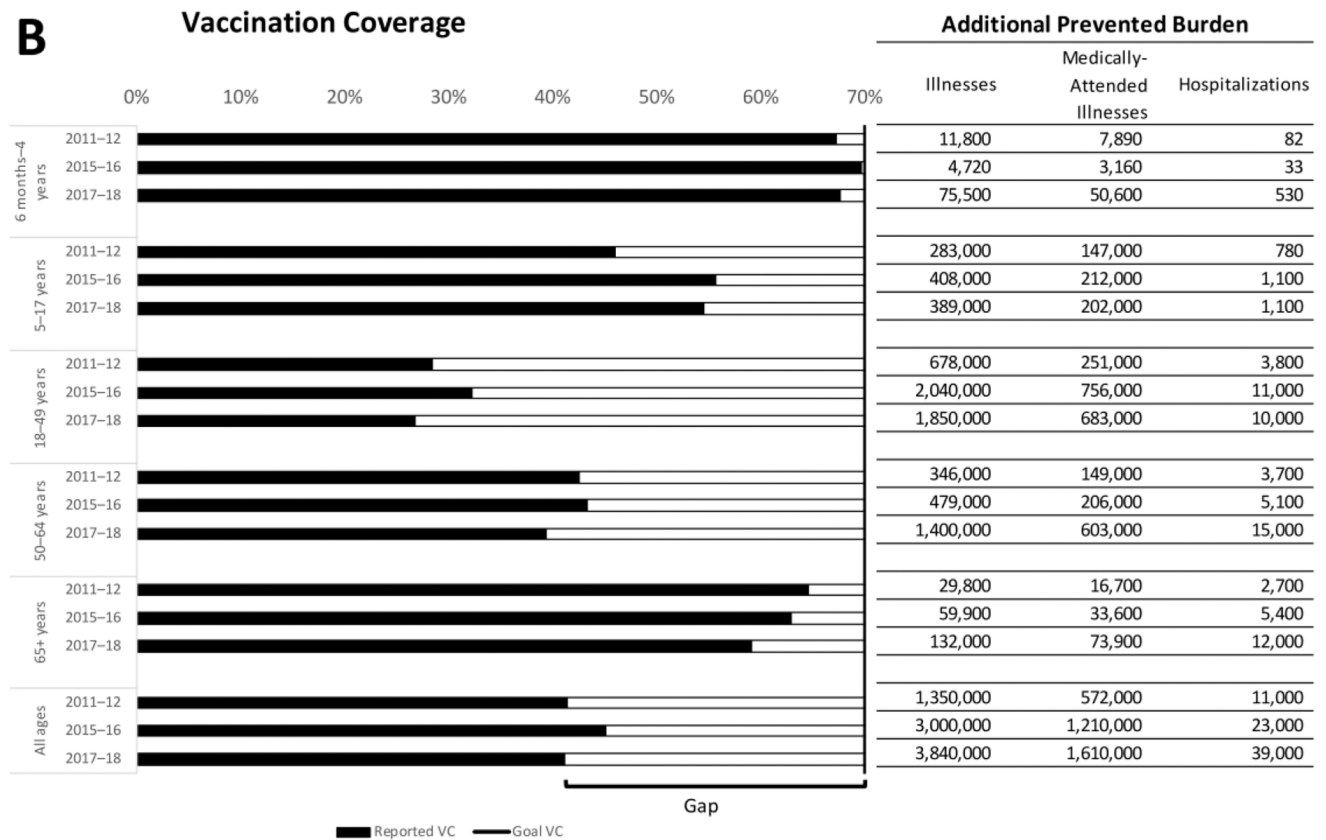 B
Vaccination Coverage
Additional Prevented Burden
0% 10% 20% 30% 40% 50% 60% 70%
Illnesses
Medically-
Attended
Illnesses
Hospitalizations
6 months–4
years
2011–12 11,800 7,890 82
2015–16 4,720 3,160 33
2017–18 75,500 50,600 530
5–17 years
2011–12 283,000 147,000 780
2015–16 408,000 212,000 1,100
2017–18 389,000 202,000 1,100
18–49 years
2011–12 678,000 251,000 3,800
2015–16 2,040,000 756,000 11,000
2017–18 1,850,000 683,000 10,000
50–64 years
2011–12 346,000 149,000 3,700
2015–16 479,000 206,000 5,100
2017–18 1,400,000 603,000 15,000
65+ years
2011–12 29,800 16,700 2,700
2015–16 59,900 33,600 5,400
2017–18 132,000 73,900 12,000
All ages
2011–12 1,350,000 572,000 11,000
2015–16 3,000,000 1,210,000 23,000
2017–18 3,840,000 1,610,000 39,000
Gap
Reported VC Goal VC